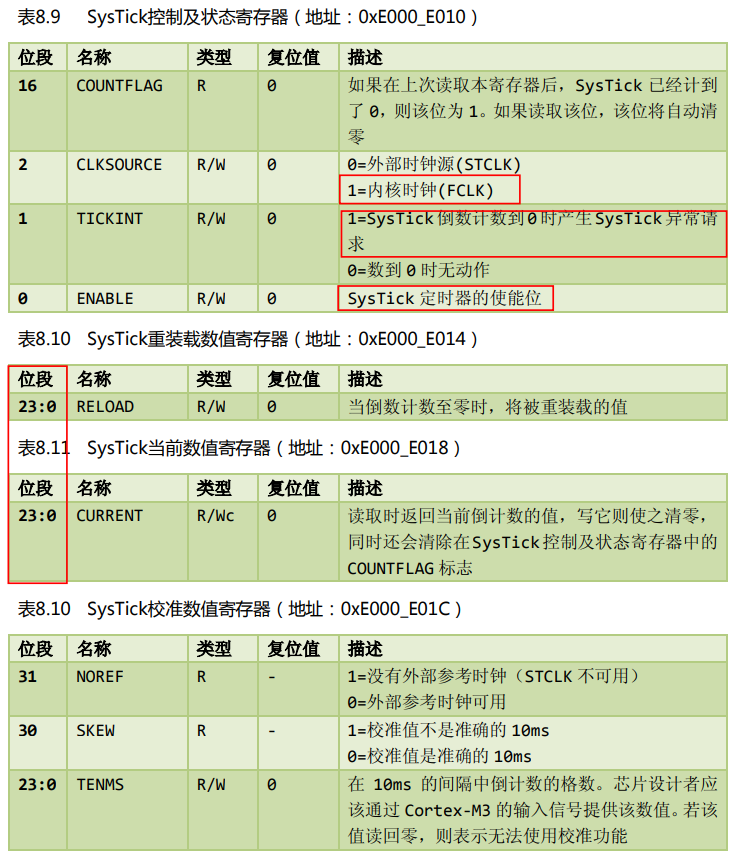 表8.9 SysTick控制及状态寄存器（地址：0xE000_E010）
位段 名称 类型 复位值 描述
16 COUNTFLAG R 0 如果在上次读取本寄存器后，SysTick 已经计到
了 0，则该位为 1。如果读取该位，该位将自动清
零
2 CLKSOURCE R/W 0 0=外部时钟源(STCLK)
1=内核时钟(FCLK)
1 TICKINT R/W 0 1=SysTick 倒数计数到 0 时产生 SysTick 异常请
求
0=数到 0 时无动作
0 ENABLE R/W 0 SysTick 定时器的使能位
表8.10 SysTick重装载数值寄存器（地址：0xE000_E014）
位段 名称 类型 复位值 描述
23:0 RELOAD R/W 0 当倒数计数至零时，将被重装载的值
表8.11 SysTick当前数值寄存器（地址：0xE000_E018）
位段 名称 类型 复位值 描述
23:0 CURRENT R/Wc 0 读取时返回当前倒计数的值，写它则使之清零，
同时还会清除在 SysTick 控制及状态寄存器中的
COUNTFLAG 标志
表8.10 SysTick校准数值寄存器（地址：0xE000_E01C）
位段 名称 类型 复位值 描述
31 NOREF R - 1=没有外部参考时钟（STCLK 不可用）
0=外部参考时钟可用
30 SKEW R - 1=校准值不是准确的 10ms
0=校准值是准确的 10ms
23:0 TENMS R/W 0 在 10ms 的间隔中倒计数的格数。芯片设计者应
该通过 Cortex-M3 的输入信号提供该数值。若该
值读回零，则表示无法使用校准功能